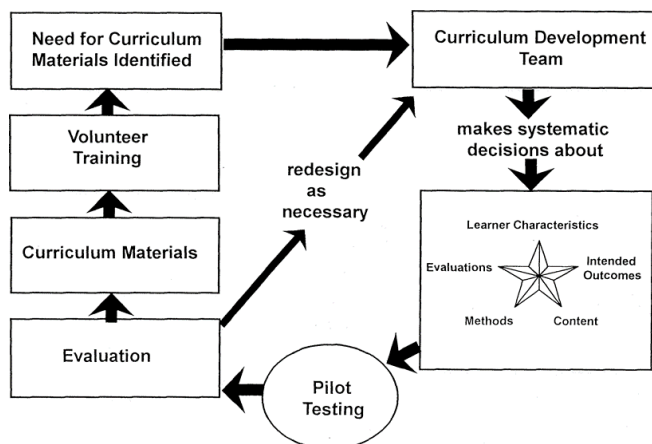 Need for Curriculum
Materials Identified
Curriculum Development
Team
Volunteer
Training
makes systematic
decisions about
redesign
as
necessary
Curriculum Materials
Learner Characteristics
Evaluations
Intended
Outcomes
Methods
Content
Evaluation
Pilot
Testing